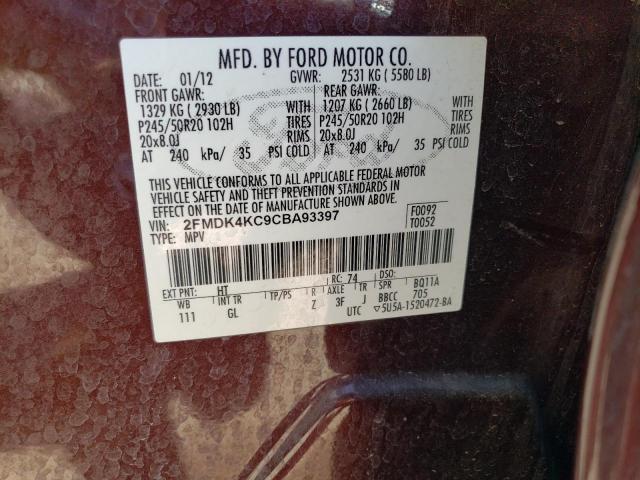 MFD. BY FORD MOTOR CO.
DATE: 01/12 GVWR: 2531 KG ( 5580 LB)
FRONT GAWR: REAR GAWR:
1329 KG ( 2930 LB) WITH 1207 KG ( 2660 LB) WITH
P245/50R20 102H TIRES P245/50R20 102H TIRES
20x8.0J RIMS 20x8.0J RIMS
AT 240 kPa/ 35 PSI COLD AT 240 kPa/ 35 PSI COLD
Ford
THIS VEHICLE CONFORMS TO ALL APPLICABLE FEDERAL MOTOR
VEHICLE SAFETY AND THEFT PREVENTION STANDARDS IN
EFFECT ON THE DATE OF MANUFACTURE SHOWN ABOVE.
VIN: 2FMDK4KC9CBA93397 F0092
TYPE: MPV T0052
EXT PNT: HT RC: 74 DSO:
WB INT TR TP/PS R AXLE TR SPR BQ11A
111 GL Z 3F J BBCC 705
UTC ▽5U5A-1520472-BA